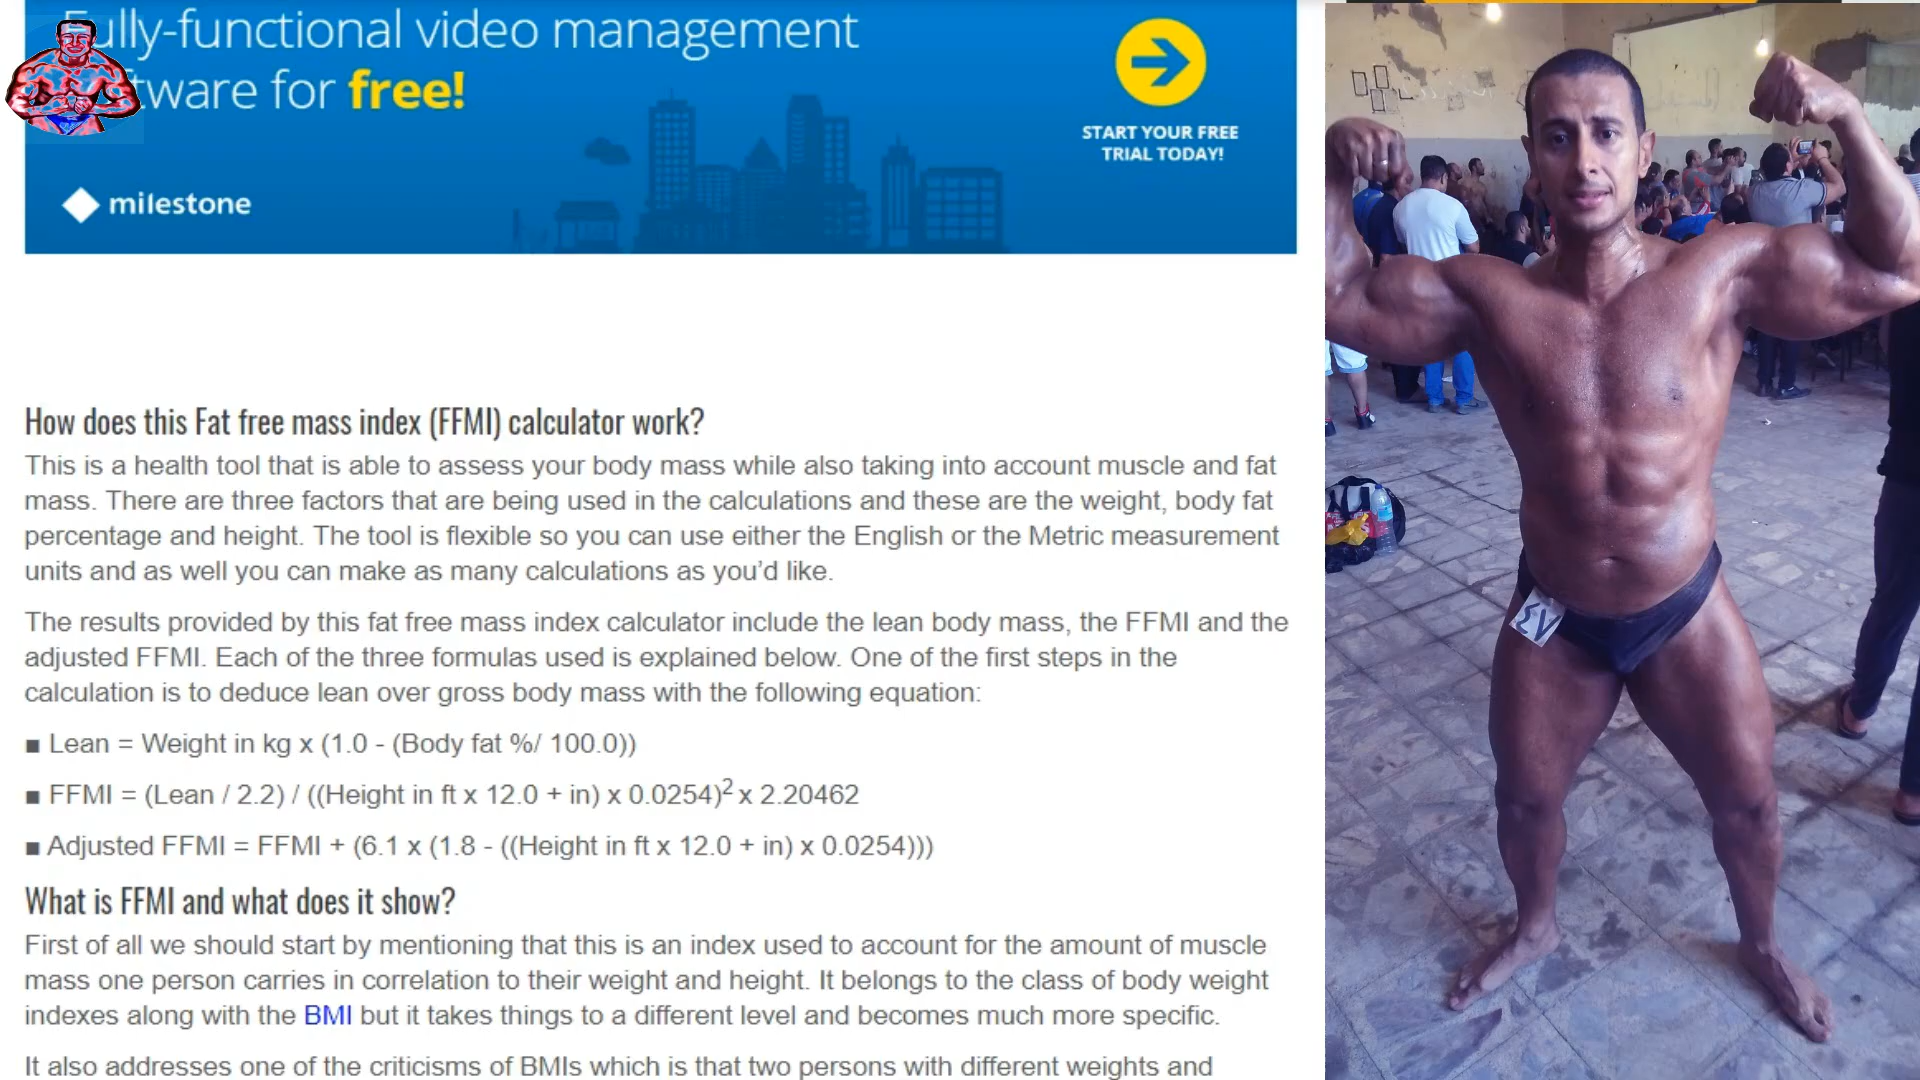 Fully-functional video management
ftware for free!
START YOUR FREE
TRIAL TODAY!
milestone
How does this Fat free mass index (FFMI) calculator work?
This is a health tool that is able to assess your body mass while also taking into account muscle and fat
mass. There are three factors that are being used in the calculations and these are the weight, body fat
percentage and height. The tool is flexible so you can use either the English or the Metric measurement
units and as well you can make as many calculations as you’d like.
The results provided by this fat free mass index calculator include the lean body mass, the FFMI and the
adjusted FFMI. Each of the three formulas used is explained below. One of the first steps in the
calculation is to deduce lean over gross body mass with the following equation:
■ Lean = Weight in kg x (1.0 - (Body fat %/ 100.0))
■ FFMI = (Lean / 2.2) / ((Height in ft x 12.0 + in) x 0.0254)² x 2.20462
■ Adjusted FFMI = FFMI + (6.1 x (1.8 - ((Height in ft x 12.0 + in) x 0.0254)))
What is FFMI and what does it show?
First of all we should start by mentioning that this is an index used to account for the amount of muscle
mass one person carries in correlation to their weight and height. It belongs to the class of body weight
indexes along with the BMI but it takes things to a different level and becomes much more specific.
It also addresses one of the criticisms of BMIs which is that two persons with different weights and